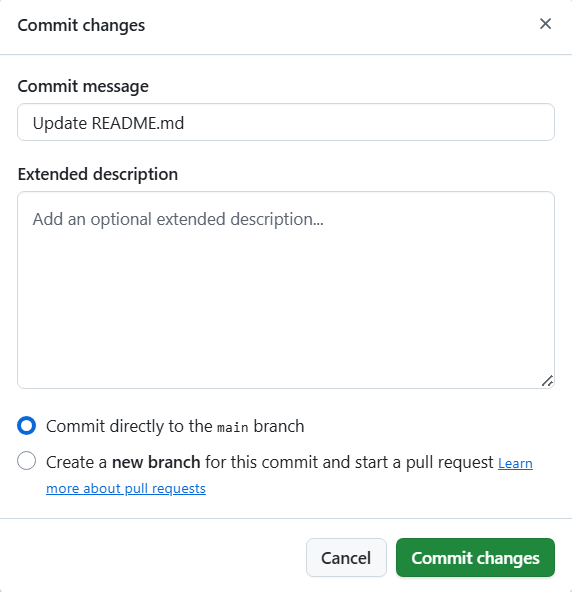 Commit changes
Commit message
Update README.md
Extended description
Add an optional extended description...
Commit directly to the main branch
Create a new branch for this commit and start a pull request Learn
more about pull requests
Cancel
Commit changes